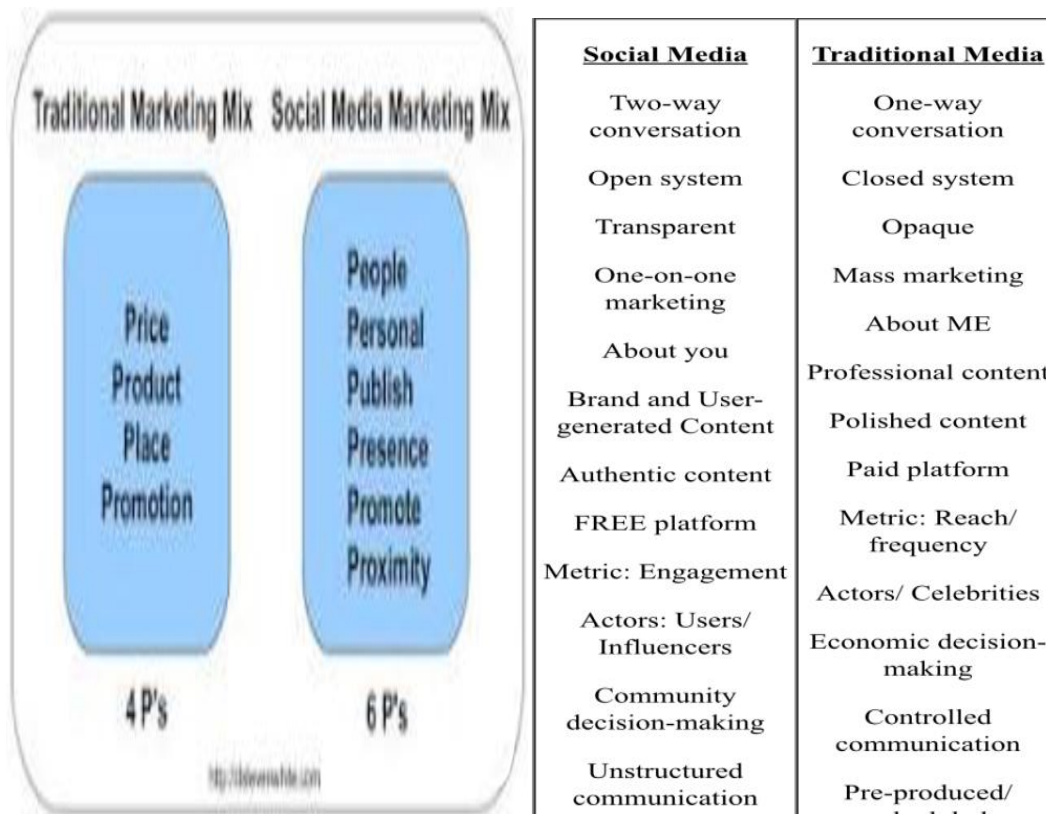 Traditional Marketing Mix
Price
Product
Place
Promotion
4 P's
Social Media Marketing Mix
People
Personal
Publish
Presence
Promote
Proximity
6 P's
Social Media
Two-way
conversation
Open system
Transparent
One-on-one
marketing
About you
Brand and User-
generated Content
Authentic content
FREE platform
Metric: Engagement
Actors: Users/
Influencers
Community
decision-making
Unstructured
communication
Traditional Media
One-way
conversation
Closed system
Opaque
Mass marketing
About ME
Professional content
Polished content
Paid platform
Metric: Reach/
frequency
Actors/ Celebrities
Economic decision-
making
Controlled
communication
Pre-produced/